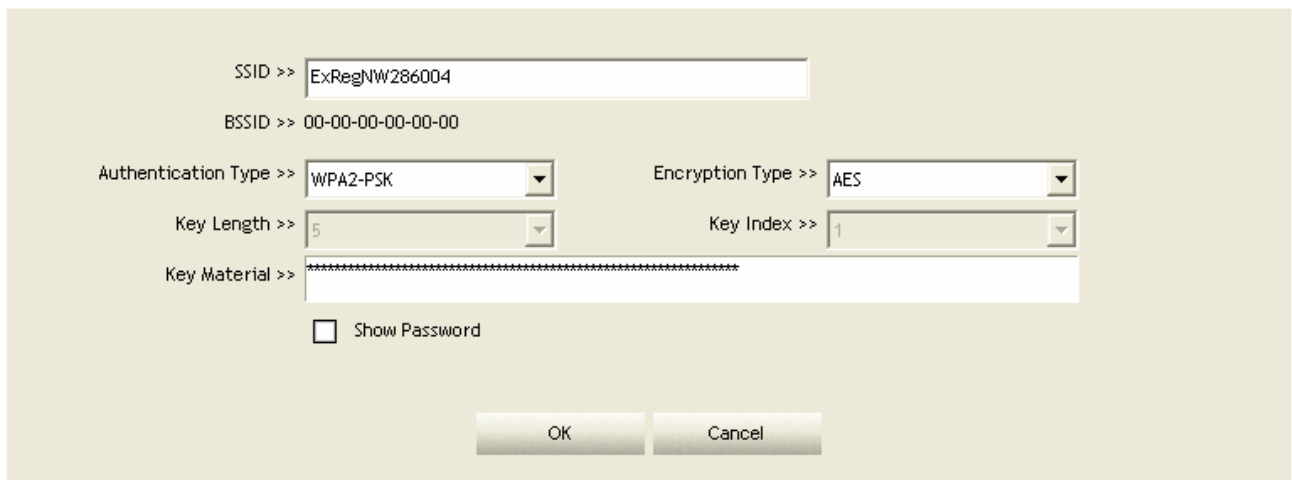 SSID >> ExRegNW286004
BSSID >> 00-00-00-00-00-00
Authentication Type >> WPA2-PSK Encryption Type >> AES
Key Length >> 5 Key Index >> 1
Key Material >> ****************************************************************
Show Password
OK Cancel